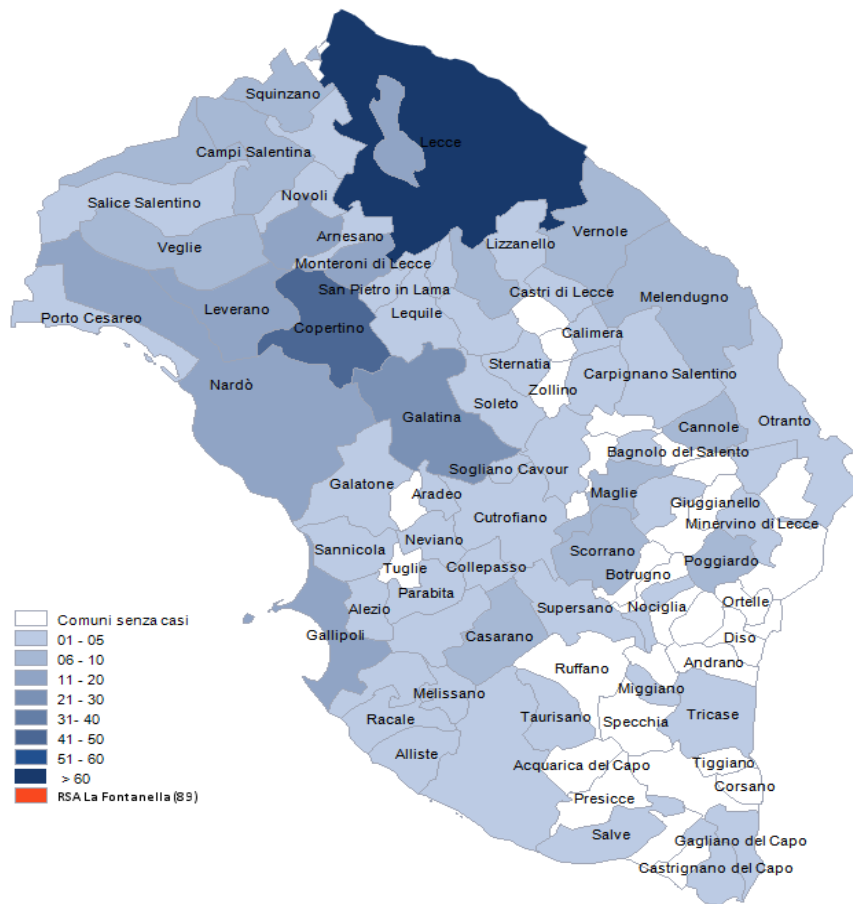 Squinzano
Lecce
Campi Salentina
Novoli
Salice Salentino
Arnesano
Vernole
Veglie
Lizzanello
Monteroni di Lecce
San Pietro in Lama
Castri di Lecce
Melendugno
Leverano
Lequile
Porto Cesareo
Copertino
Calimera
Sternatia
Carpignano Salentino
Nardò
Zollino
Soleto
Galatina
Otranto
Cannole
Bagnolo del Salento
Sogliano Cavour
Galatone
Aradeo
Maglie
Giuggianello
Cutrofiano
Minervino di Lecce
Neviano
Sannicola
Scorrano
Poggiardo
Tuglie
Collepasso
Botrugno
Parabita
Ortelle
Alezio
Supersano
Nociglia
Gallipoli
Casarano
Diso
Andrano
Ruffano
Miggiano
Melissano
Taurisano
Tricase
Racale
Specchia
Alliste
Tiggiano
Acquarica del Capo
Corsano
Presicce
Salve
Gagliano del Capo
Castrignano del Capo
Comuni senza casi
01 - 05
06 - 10
11 - 20
21 - 30
31- 40
41 - 50
51 - 60
> 60
RSA La Fontanella (89)